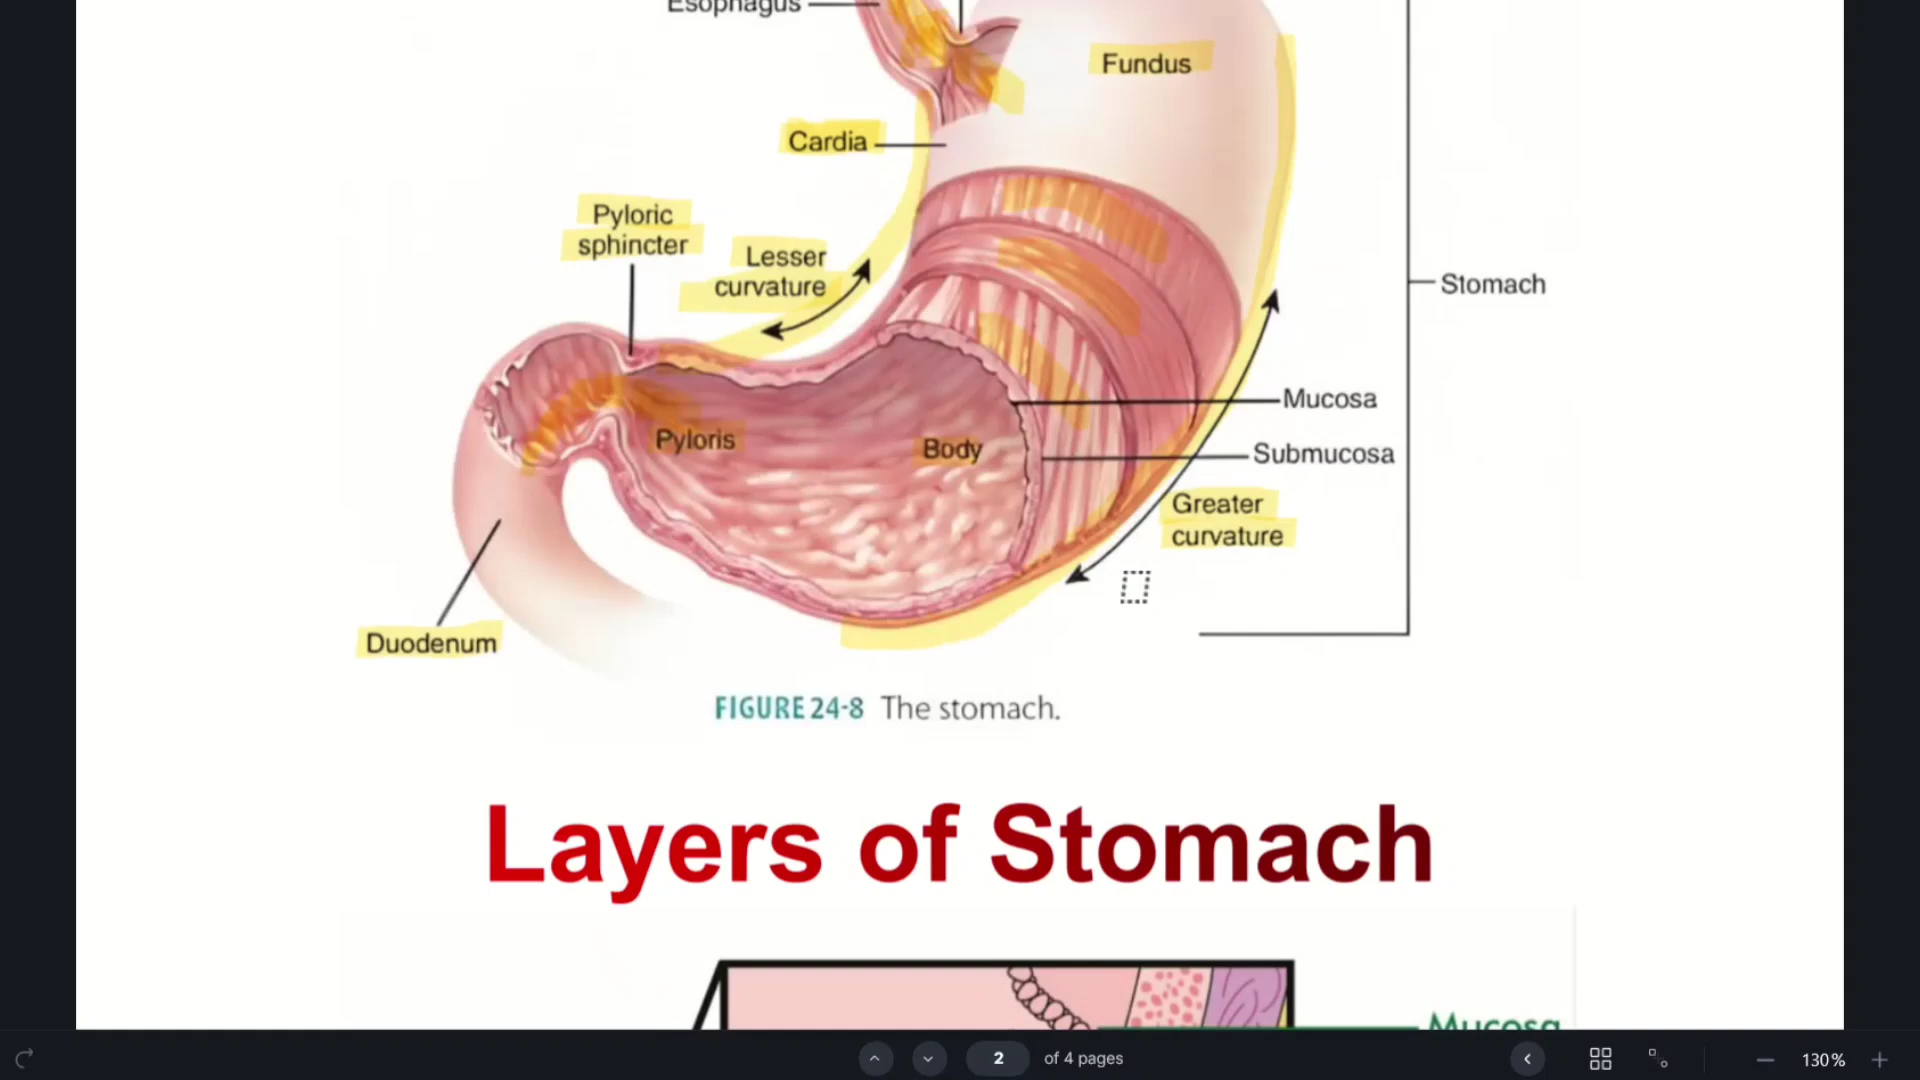 Esophagus
Fundus
Cardia
Pyloric
sphincter
Lesser
curvature
Stomach
Mucosa
Pyloris
Body
Submucosa
Greater
curvature
Duodenum
FIGURE 24-8 The stomach.
Layers of Stomach
Mucosa
2 of 4 pages
130%